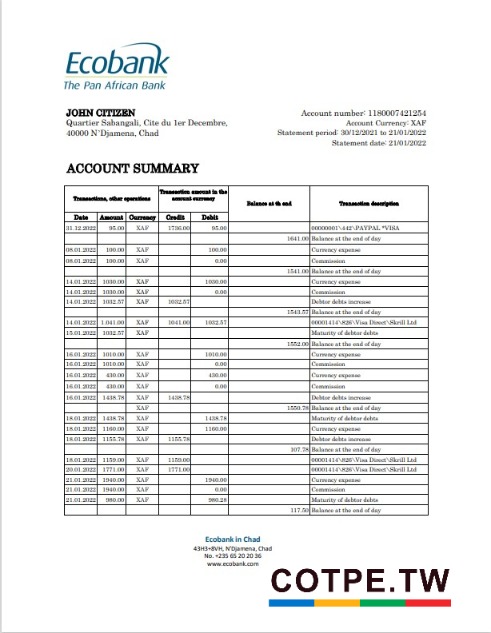 Ecobank
The Pan African Bank
JOHN CITIZEN
Quartier Sabangali, Cite du 1er Decembre,
40000 N'Djamena, Chad
Account number: 1180007421254
Account Currency: XAF
Statement period: 30/12/2021 to 21/01/2022
Statement date: 21/01/2022
ACCOUNT SUMMARY
Transactions, other operations Transaction amount in the account currency Balance at th end Transaction description
Date Amount Currency Credit Debit
31.12.2022 95.00 XAF 1736.00 95.00 00000001\442\PAYPAL *VISA
1641.00 Balance at the end of day
08.01.2022 100.00 XAF 100.00 Currency expense
08.01.2022 100.00 XAF 0.00 Commission
1541.00 Balance at the end of day
14.01.2022 1030.00 XAF 1030.00 Currency expense
14.01.2022 1030.00 XAF 0.00 Commission
14.01.2022 1032.57 XAF 1032.57 Debtor debts increase
1543.57 Balance at the end of day
14.01.2022 1.041.00 XAF 1041.00 1032.57 00001414\826\Visa Direct\Skrill Ltd
15.01.2022 1032.57 XAF Maturity of debtor debts
1552.00 Balance at the end of day
16.01.2022 1010.00 XAF 1010.00 Currency expense
16.01.2022 1010.00 XAF 0.00 Commission
16.01.2022 430.00 XAF 430.00 Currency expense
16.01.2022 430.00 XAF 0.00 Commission
16.01.2022 1438.78 XAF 1438.78 Debtor debts increase
XAF 1550.78 Balance at the end of day
18.01.2022 1438.78 XAF 1438.78 Maturity of debtor debts
18.01.2022 1160.00 XAF 1160.00 Currency expense
18.01.2022 1155.78 XAF 1155.78 Debtor debts increase
107.78 Balance at the end of day
18.01.2022 1159.00 XAF 1159.00 00001414\826\Visa Direct\Skrill Ltd
20.01.2022 1771.00 XAF 1771.00 00001414\826\Visa Direct\Skrill Ltd
21.01.2022 1940.00 XAF 1940.00 Currency expense
21.01.2022 1940.00 XAF 0.00 Commission
21.01.2022 980.00 XAF 980.28 Maturity of debtor debts
117.50 Balance at the end of day
Ecobank in Chad
43H3+8VH, N'Djamena, Chad
No. +235 65 20 20 36
www.ecobank.com
COTPE.TW